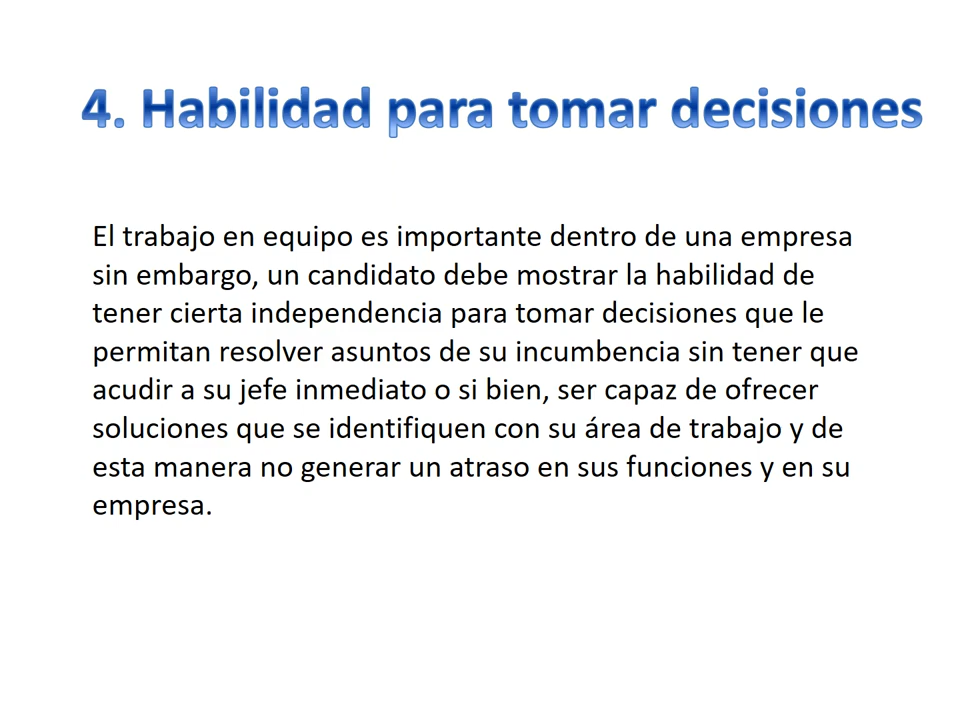 4. Habilidad para tomar decisiones
El trabajo en equipo es importante dentro de una empresa
sin embargo, un candidato debe mostrar la habilidad de
tener cierta independencia para tomar decisiones que le
permitan resolver asuntos de su incumbencia sin tener que
acudir a su jefe inmediato o si bien, ser capaz de ofrecer
soluciones que se identifiquen con su área de trabajo y de
esta manera no generar un atraso en sus funciones y en su
empresa.